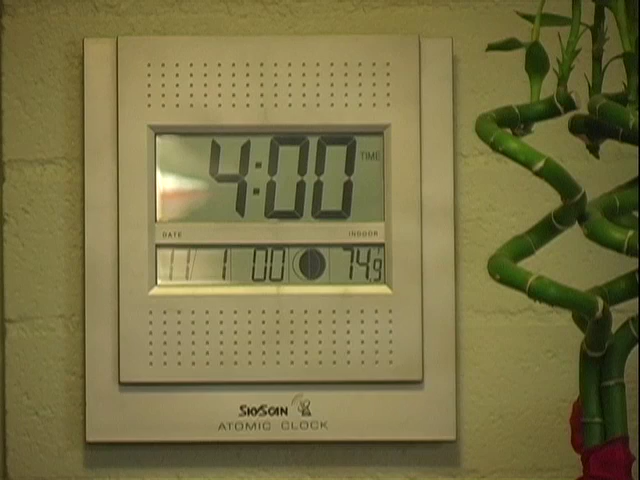 4:00 TIME
DATE INDOOR
11 1 00 74.9
SKYSCAN
ATOMIC CLOCK